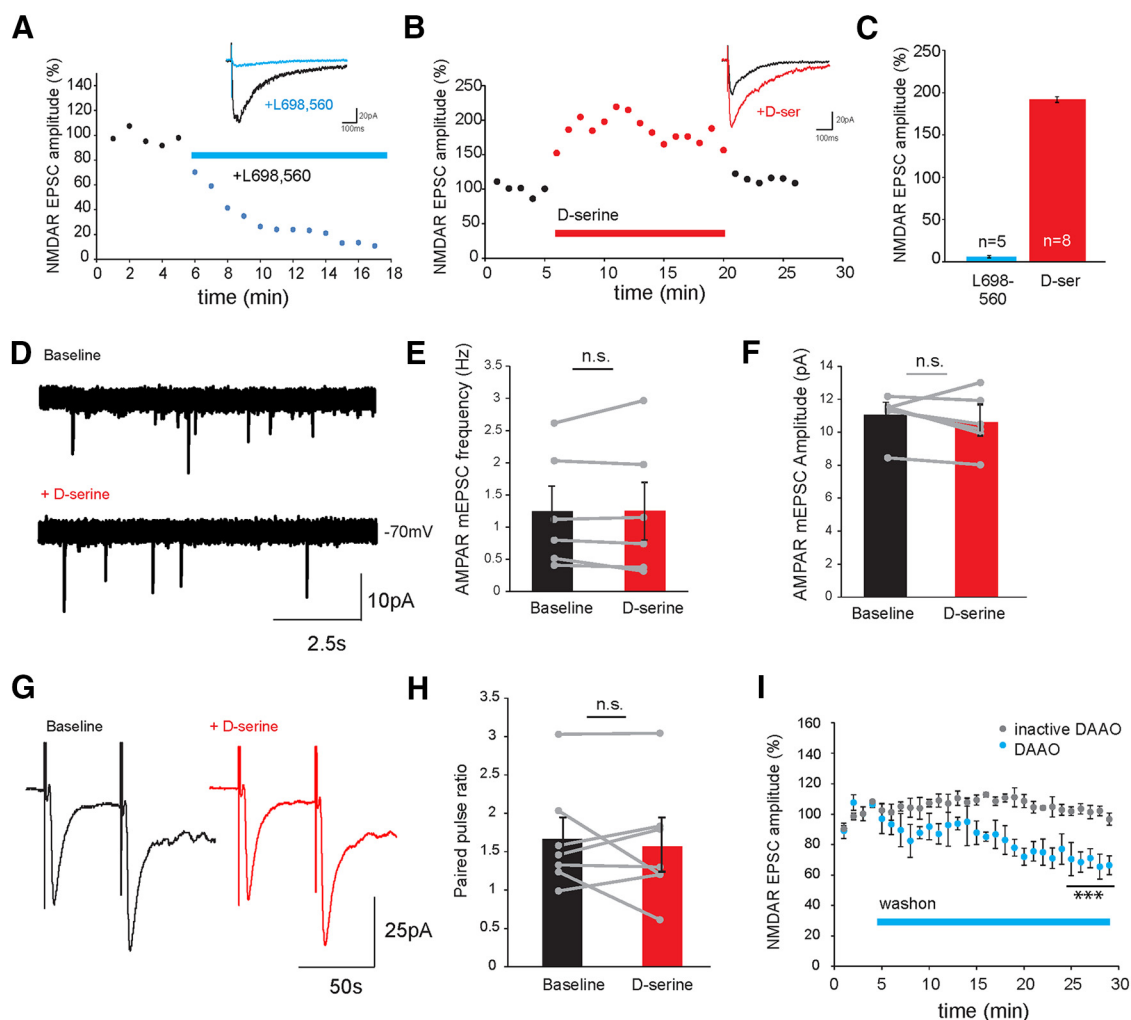 A
NMDAR EPSC amplitude (%)
140
120
100
80
60
40
20
0
0 2 4 6 8 10 12 14 16 18
time (min)
+L698,560
20pA
100ms
+L698,560
B
NMDAR EPSC amplitude (%)
250
200
150
100
50
0
0 5 10 15 20 25 30
time (min)
+D-ser
20pA
100ms
D-serine
C
NMDAR EPSC amplitude (%)
250
200
150
100
50
0
n=5
n=8
L698-
560
D-ser
D
Baseline
+ D-serine
-70mV
10pA
2.5s
E
AMPAR mEPSC frequency (Hz)
3.5
3
2.5
2
1.5
1
0.5
0
n.s.
Baseline
D-serine
F
AMPAR mEPSC Amplitude (pA)
14
12
10
8
6
4
2
0
n.s.
Baseline
D-serine
G
Baseline
+ D-serine
25pA
50s
H
Paired pulse ratio
3.5
3
2.5
2
1.5
1
0.5
0
n.s.
Baseline
D-serine
I
NMDAR EPSC amplitude (%)
160
140
120
100
80
60
40
20
0
inactive DAAO
DAAO
***
washon
0 5 10 15 20 25 30
time (min)